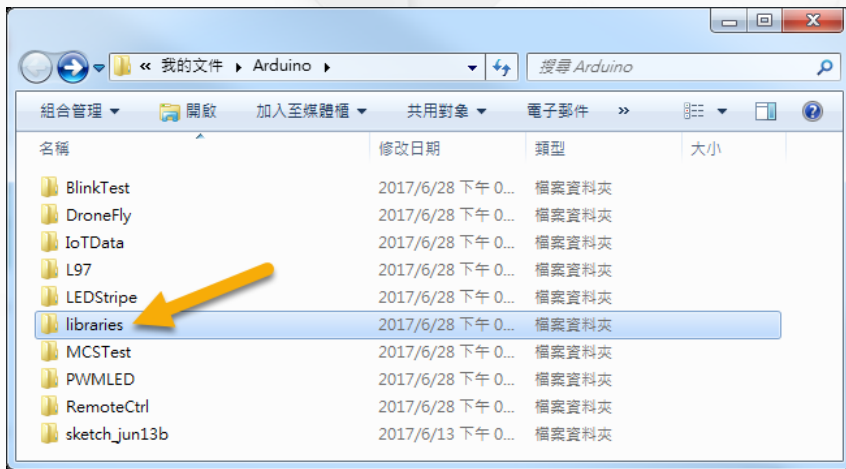 « 我的文件 ▸ Arduino ▸ 搜尋 Arduino
組合管理 ▼ 開啟 加入至媒體櫃 ▼ 共用對象 ▼ 電子郵件 »
名稱 修改日期 類型 大小
BlinkTest 2017/6/28 下午 0... 檔案資料夾
DroneFly 2017/6/28 下午 0... 檔案資料夾
IoTData 2017/6/28 下午 0... 檔案資料夾
L97 2017/6/28 下午 0... 檔案資料夾
LEDStripe 2017/6/28 下午 0... 檔案資料夾
libraries 2017/6/28 下午 0... 檔案資料夾
MCSTest 2017/6/28 下午 0... 檔案資料夾
PWMLED 2017/6/28 下午 0... 檔案資料夾
RemoteCtrl 2017/6/28 下午 0... 檔案資料夾
sketch_jun13b 2017/6/13 下午 0... 檔案資料夾